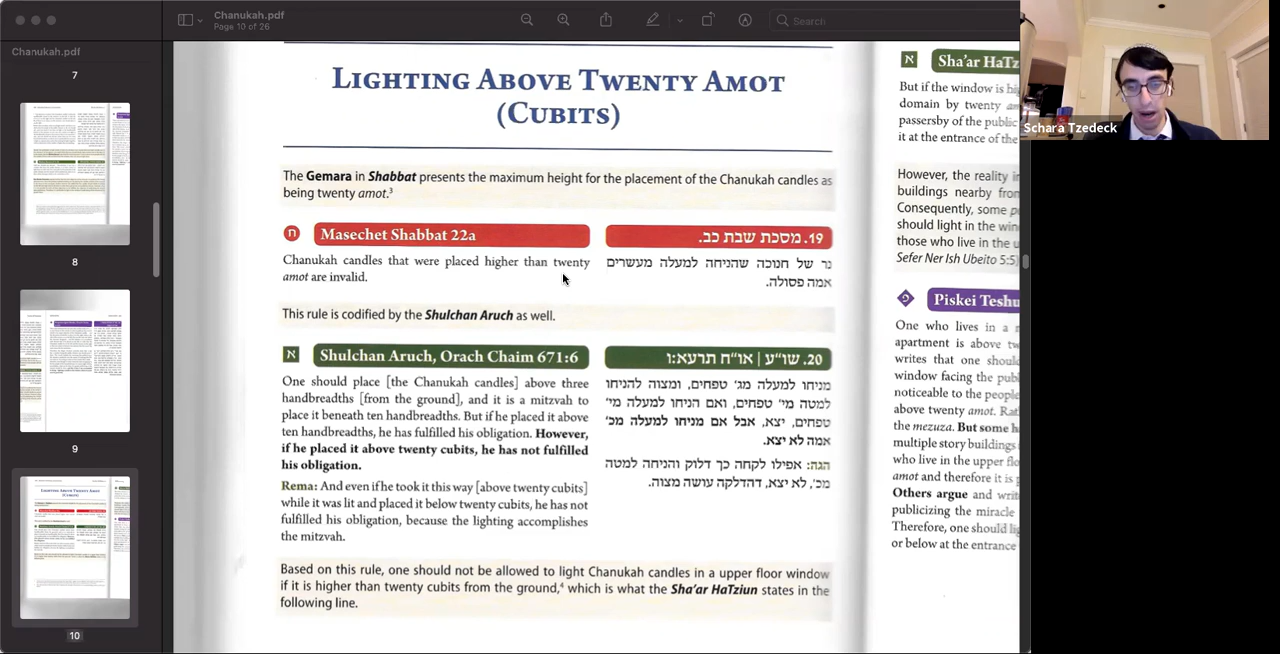 Chanukah.pdf
Page 10 of 26
Search
Chanukah.pdf
7
8
9
10
LIGHTING ABOVE TWENTY AMOT
(CUBITS)
The Gemara in Shabbat presents the maximum height for the placement of the Chanukah candles as
being twenty amot.³
ח
Masechet Shabbat 22a
Chanukah candles that were placed higher than twenty
amot are invalid.
19. מסכת שבת כב.
נר של חנוכה שהניחה למעלה מעשרים
אמה פסולה.
This rule is codified by the Shulchan Aruch as well.
א
Shulchan Aruch, Orach Chaim 671:6
One should place [the Chanukah candles] above three
handbreadths [from the ground], and it is a mitzvah to
place it beneath ten handbreadths. But if he placed it above
ten handbreadths, he has fulfilled his obligation. However,
if he placed it above twenty cubits, he has not fulfilled
his obligation.
Rema: And even if he took it this way [above twenty cubits]
while it was lit and placed it below twenty cubits, he has not
fulfilled his obligation, because the lighting accomplishes
the mitzvah.
20. שו״ע | או״ח תרעא:ו
מניחו למעלה מג׳ טפחים, ומצוה להניחו
למטה מי׳ טפחים, ואם הניחו למעלה מי׳
טפחים, יצא, אבל אם מניחו למעלה מכ׳
אמה לא יצא.
הגה: אפילו לקחה כך דלוק והניחה למטה
מכ׳, לא יצא, דהדלקה עושה מצוה.
Based on this rule, one should not be allowed to light Chanukah candles in a upper floor window
if it is higher than twenty cubits from the ground,⁴ which is what the Sha'ar HaTziun states in the
following line.
א
Sha'ar HaTz
But if the window is hi
domain by twenty am
passersby of the public
it at the entrance of the
However, the reality i
buildings nearby from
Consequently, some p
should light in the win
those who live in the u
Sefer Ner Ish Ubeito 5:5)
Piskei Teshu
One who lives in a
apartment is above tw
writes that one shoul
window facing the pub
noticeable to the people
above twenty amot. Rat
the mezuza. But some h
multiple story buildings
who live in the upper flo
amot and therefore it is p
Others argue and write
publicizing the miracle
Therefore, one should lig
or below at the entrance
Schara Tzedeck